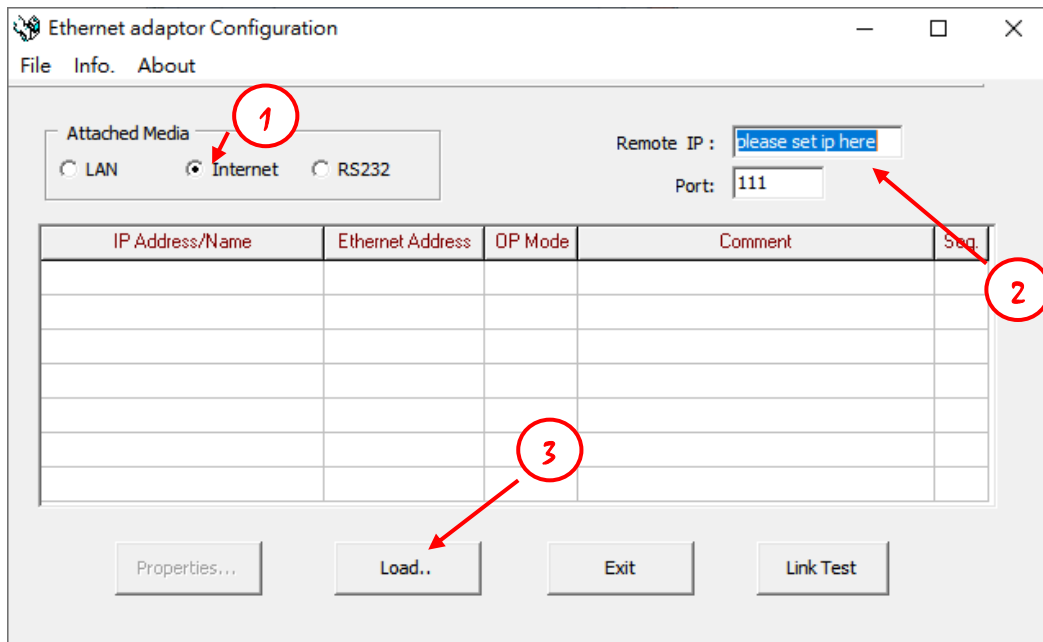 Ethernet adaptor Configuration
File Info. About
1
Attached Media
LAN Internet RS232
Remote IP : please set ip here
Port: 111
IP Address/Name Ethernet Address OP Mode Comment Seq.
2
3
Properties... Load.. Exit Link Test